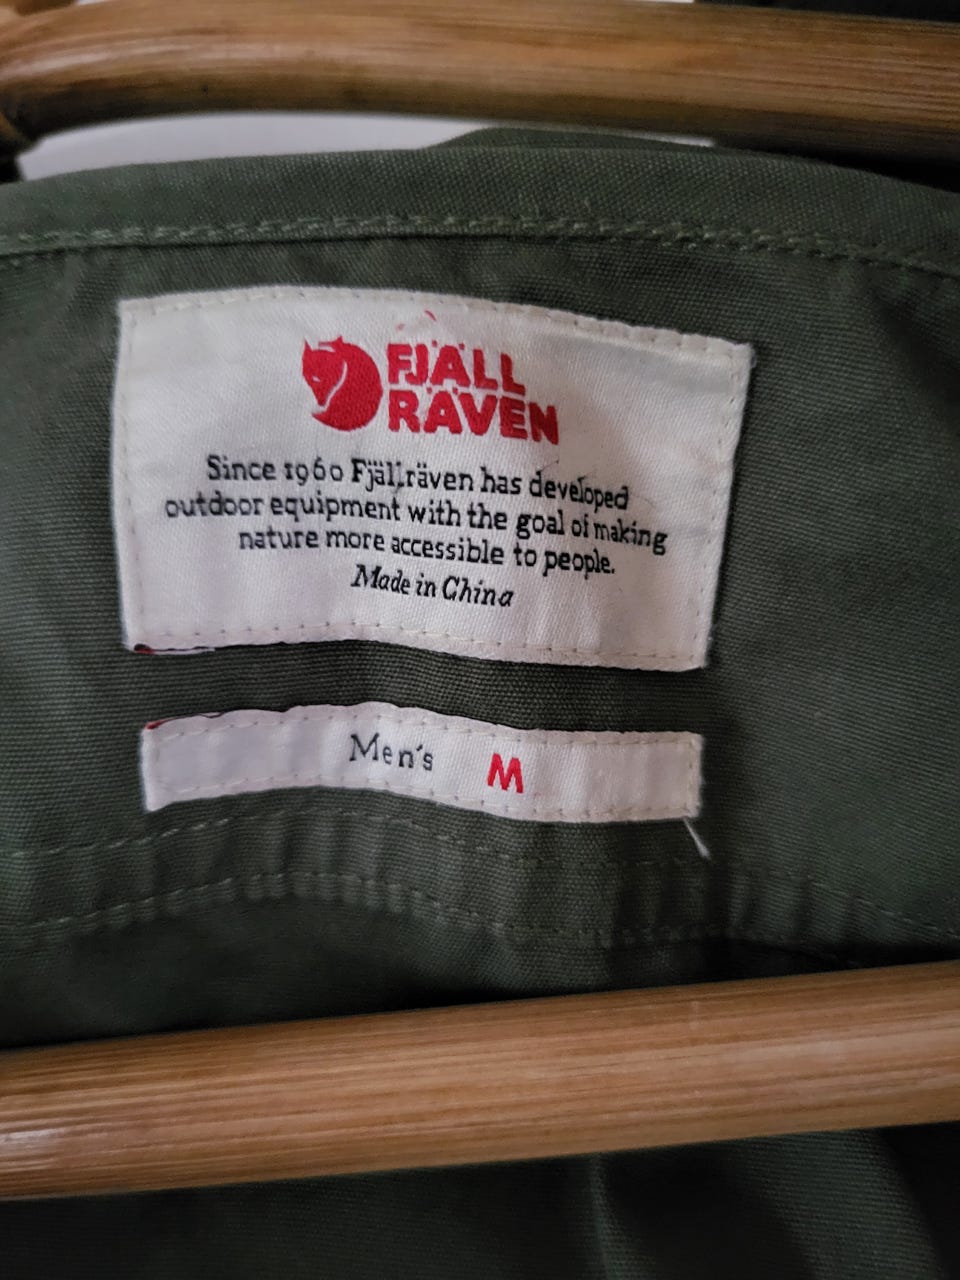 FJÄLL
RÄVEN
Since 1960 Fjällräven has developed
outdoor equipment with the goal of making
nature more accessible to people.
Made in China
Men's M